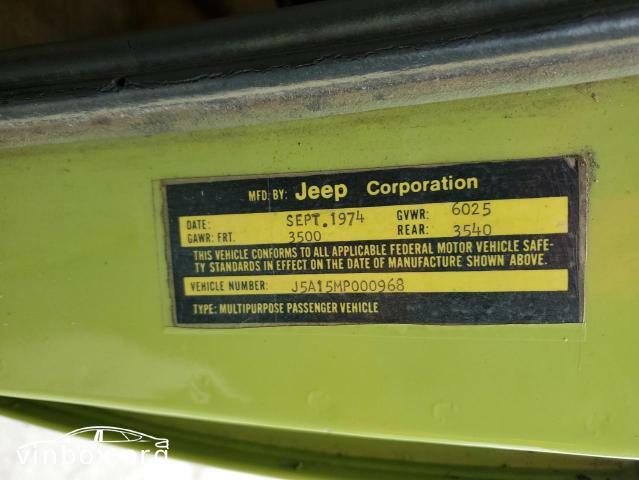 MFD. BY: Jeep Corporation
DATE: SEPT.1974 GVWR: 6025
GAWR: FRT. 3500 REAR: 3540
THIS VEHICLE CONFORMS TO ALL APPLICABLE FEDERAL MOTOR VEHICLE SAFE-
TY STANDARDS IN EFFECT ON THE DATE OF MANUFACTURE SHOWN ABOVE.
VEHICLE NUMBER: J5A15MP000968
TYPE: MULTIPURPOSE PASSENGER VEHICLE
vinbox.org